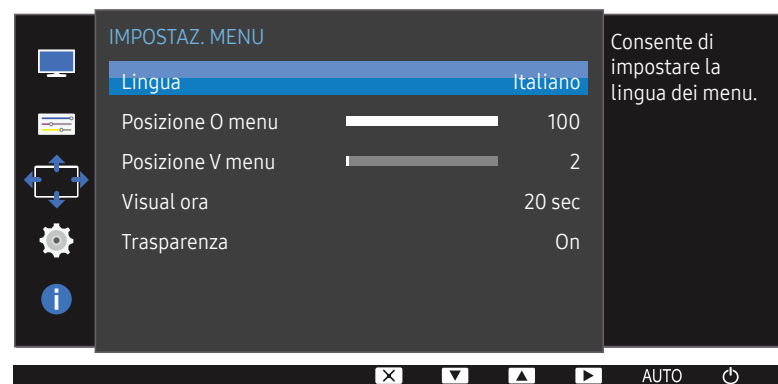 IMPOSTAZ. MENU
Lingua Italiano
Posizione O menu 100
Posizione V menu 2
Visual ora 20 sec
Trasparenza On
Consente di
impostare la
lingua dei menu.
AUTO